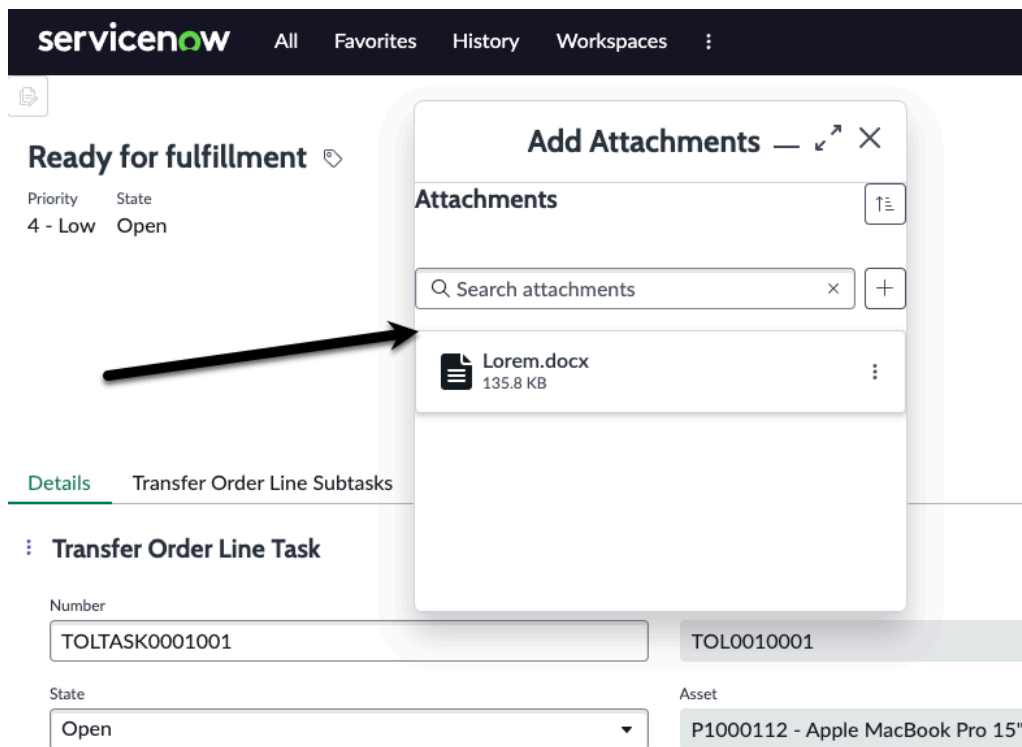 servicenow All Favorites History Workspaces
Add Attachments
Ready for fulfillment
Attachments
Priority State
4 - Low Open
Search attachments
Lorem.docx
135.8 KB
Details Transfer Order Line Subtasks
Transfer Order Line Task
Number
TOLTASK0001001 TOL0010001
State Asset
Open P1000112 - Apple MacBook Pro 15"